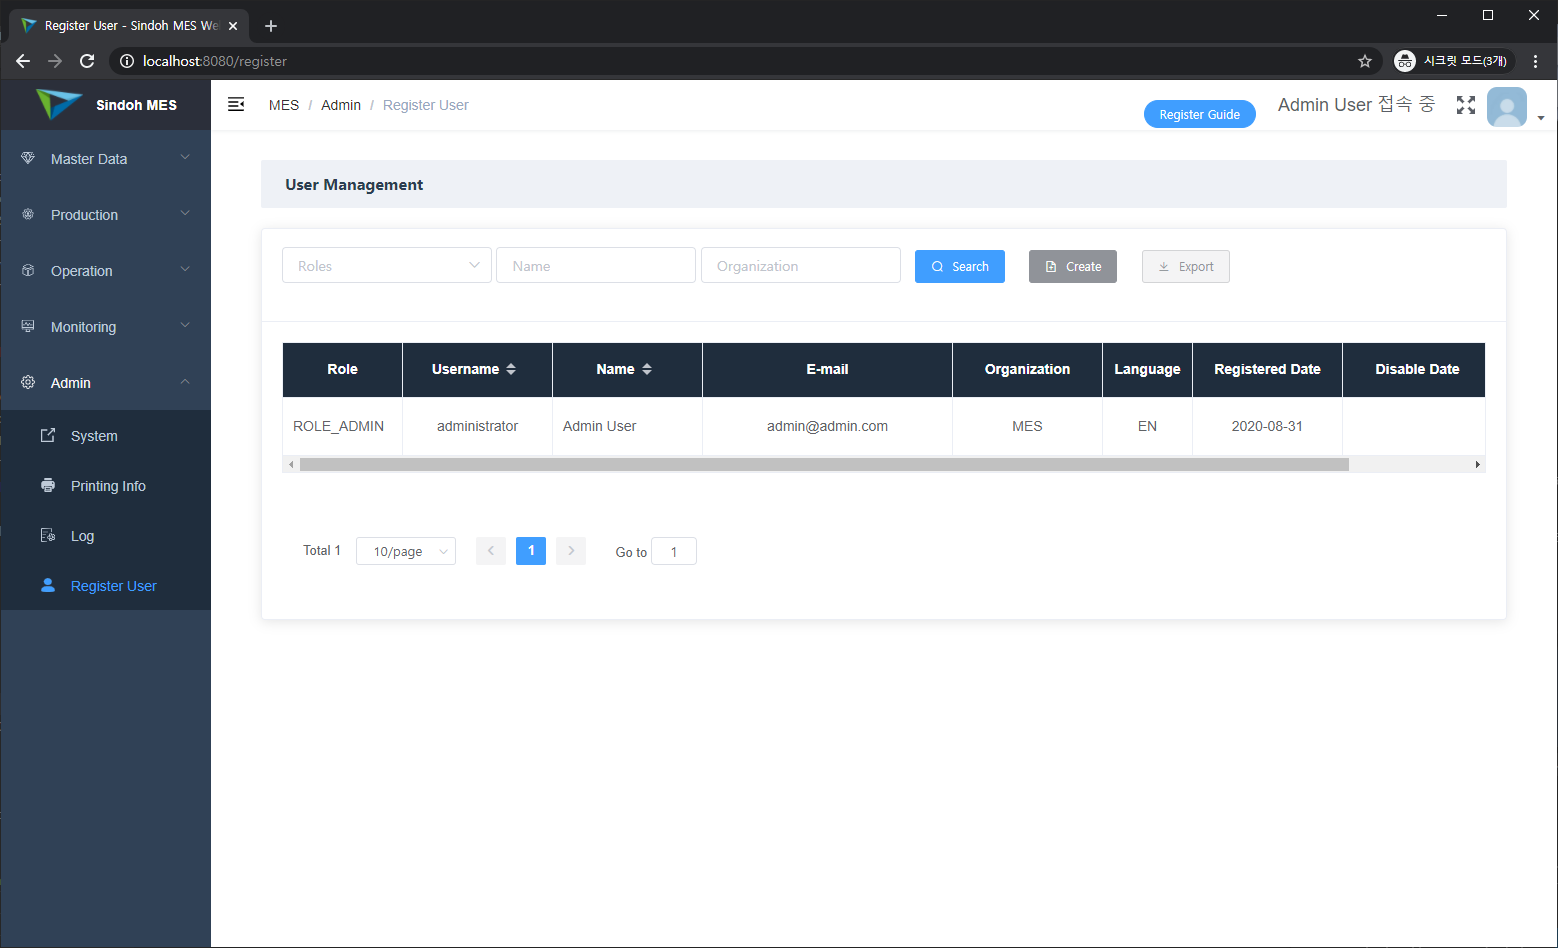 Register User - Sindoh MES We
localhost:8080/register
시크릿 모드(3개)
Sindoh MES
MES / Admin / Register User
Register Guide
Admin User 접속 중
Master Data
Production
Operation
Monitoring
Admin
System
Printing Info
Log
Register User
User Management
Roles Name Organization Search Create Export
Role Username Name E-mail Organization Language Registered Date Disable Date
ROLE_ADMIN administrator Admin User admin@admin.com MES EN 2020-08-31
Total 1 10/page 1 Go to 1